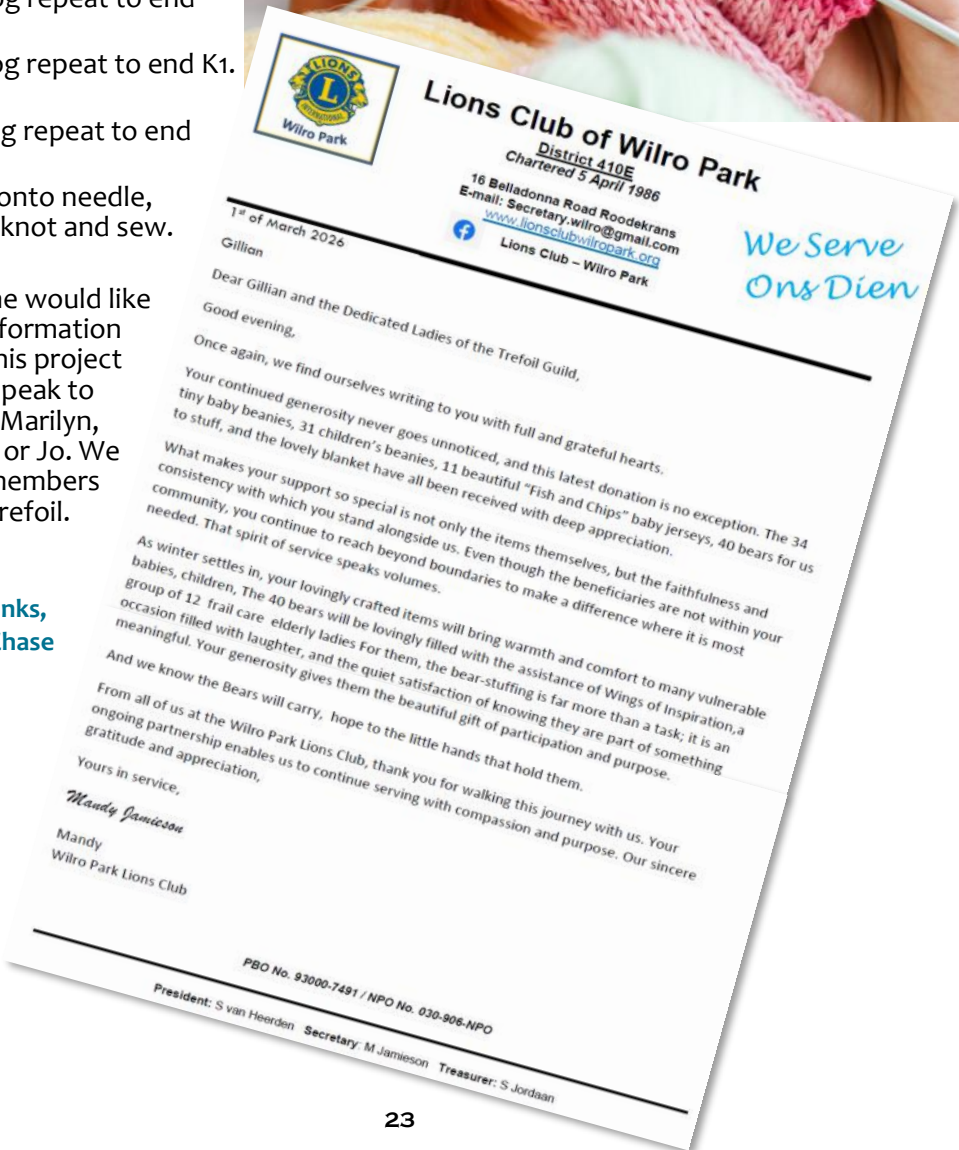 og repeat to end
og repeat to end K1.
g repeat to end
onto needle,
knot and sew.
ne would like
formation
his project
peak to
Marilyn,
or Jo. We
members
refoil.
nks,
hase
LIONS
L
INTERNATIONAL
Wilro Park
Lions Club of Wilro Park
District 410E
Chartered 5 April 1986
16 Belladonna Road Roodekrans
E-mail: Secretary.wilro@gmail.com
www.lionsclubwilropark.org
Lions Club – Wilro Park
We Serve
Ons Dien
1st of March 2026
Gillian
Dear Gillian and the Dedicated Ladies of the Trefoil Guild,
Good evening,
Once again, we find ourselves writing to you with full and grateful hearts.
Your continued generosity never goes unnoticed, and this latest donation is no exception. The 34
tiny baby beanies, 31 children's beanies, 11 beautiful "Fish and Chips" baby jerseys, 40 bears for us
to stuff, and the lovely blanket have all been received with deep appreciation.
What makes your support so special is not only the items themselves, but the faithfulness and
consistency with which you stand alongside us. Even though the beneficiaries are not within your
community, you continue to reach beyond boundaries to make a difference where it is most
needed. That spirit of service speaks volumes.
As winter settles in, your lovingly crafted items will bring warmth and comfort to many vulnerable
babies, children, The 40 bears will be lovingly filled with the assistance of Wings of Inspiration,a
group of 12 frail care elderly ladies For them, the bear-stuffing is far more than a task; it is an
occasion filled with laughter, and the quiet satisfaction of knowing they are part of something
meaningful. Your generosity gives them the beautiful gift of participation and purpose.
And we know the Bears will carry, hope to the little hands that hold them.
From all of us at the Wilro Park Lions Club, thank you for walking this journey with us. Your
ongoing partnership enables us to continue serving with compassion and purpose. Our sincere
gratitude and appreciation,
Yours in service,
Mandy Jamieson
Mandy
Wilro Park Lions Club
PBO No. 93000-7491 / NPO No. 030-906-NPO
President: S van Heerden Secretary: M Jamieson Treasurer: S Jordaan
23